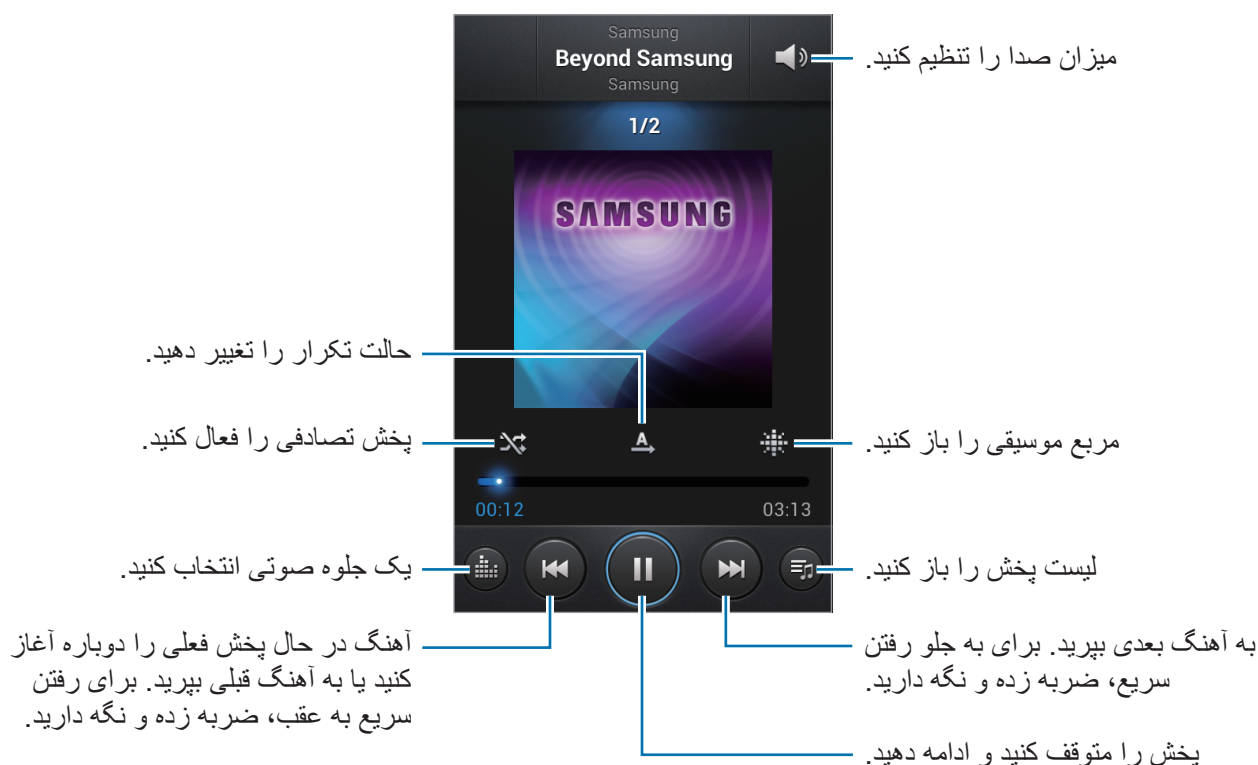 Samsung
Beyond Samsung
Samsung
میزان صدا را تنظیم کنید.
1/2
SAMSUNG
حالت تکرار را تغییر دهید.
پخش تصادفی را فعال کنید.
A
مربع موسیقی را باز کنید.
00:12
03:13
یک جلوه صوتی انتخاب کنید.
لیست پخش را باز کنید.
آهنگ در حال پخش فعلی را دوباره آغاز
کنید یا به آهنگ قبلی بپرید. برای رفتن
سریع به عقب، ضربه زده و نگه دارید.
به آهنگ بعدی بپرید. برای به جلو رفتن
سریع، ضربه زده و نگه دارید.
پخش را متوقف کنید و ادامه دهید.